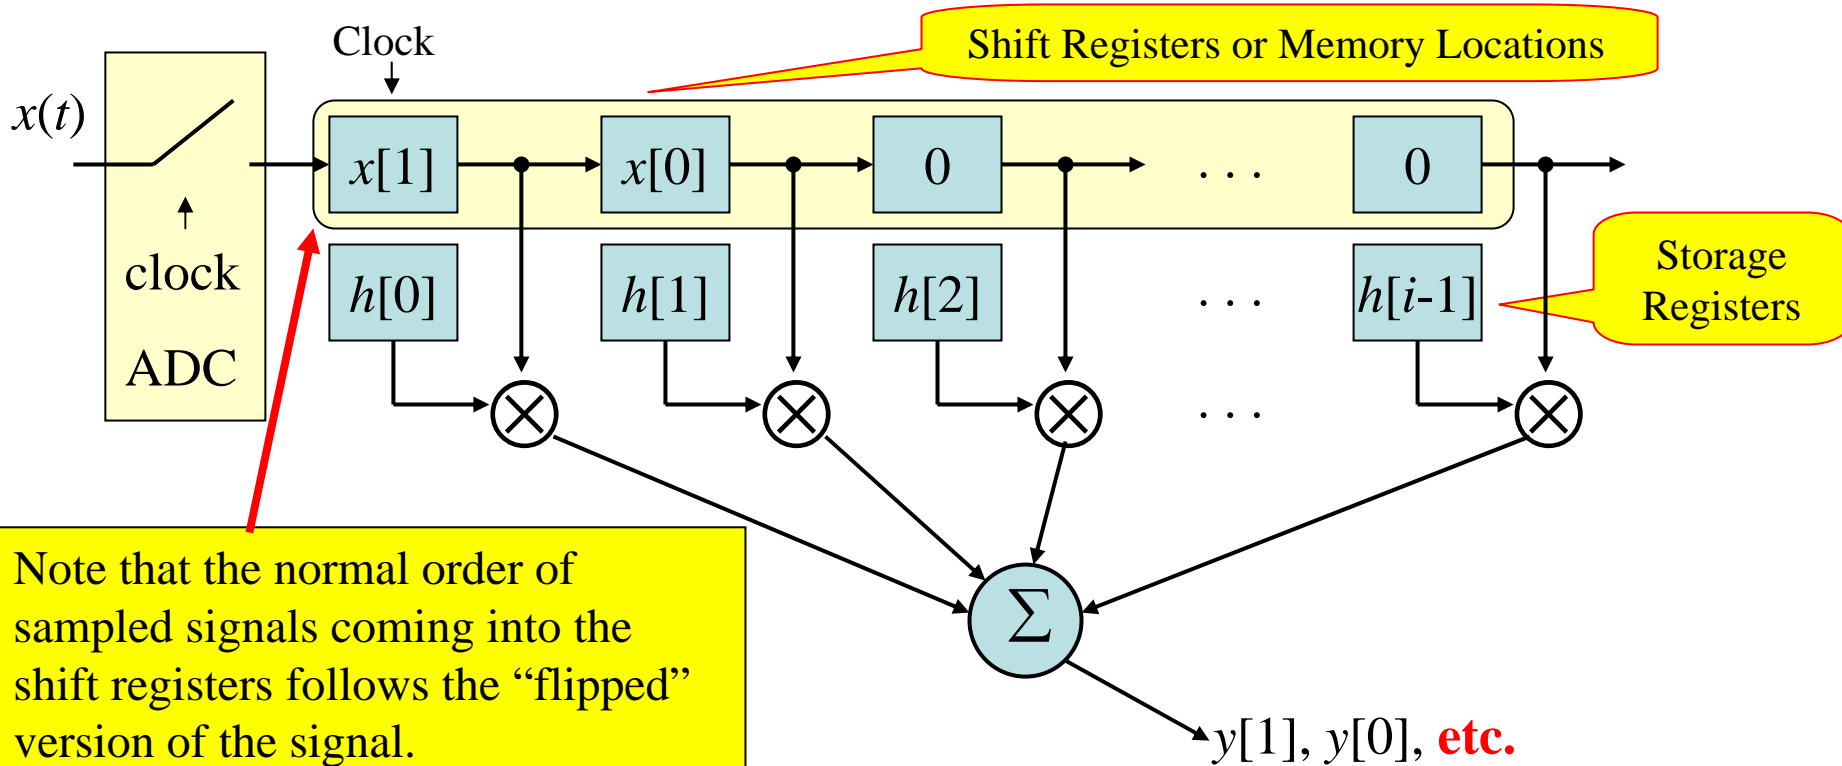 Clock
Shift Registers or Memory Locations
x(t)
x[1]
x[0]
0
. . .
0
clock
ADC
h[0]
h[1]
h[2]
. . .
h[i-1]
Storage
Registers
. . .
Σ
Note that the normal order of
sampled signals coming into the
shift registers follows the “flipped”
version of the signal.
y[1], y[0], etc.